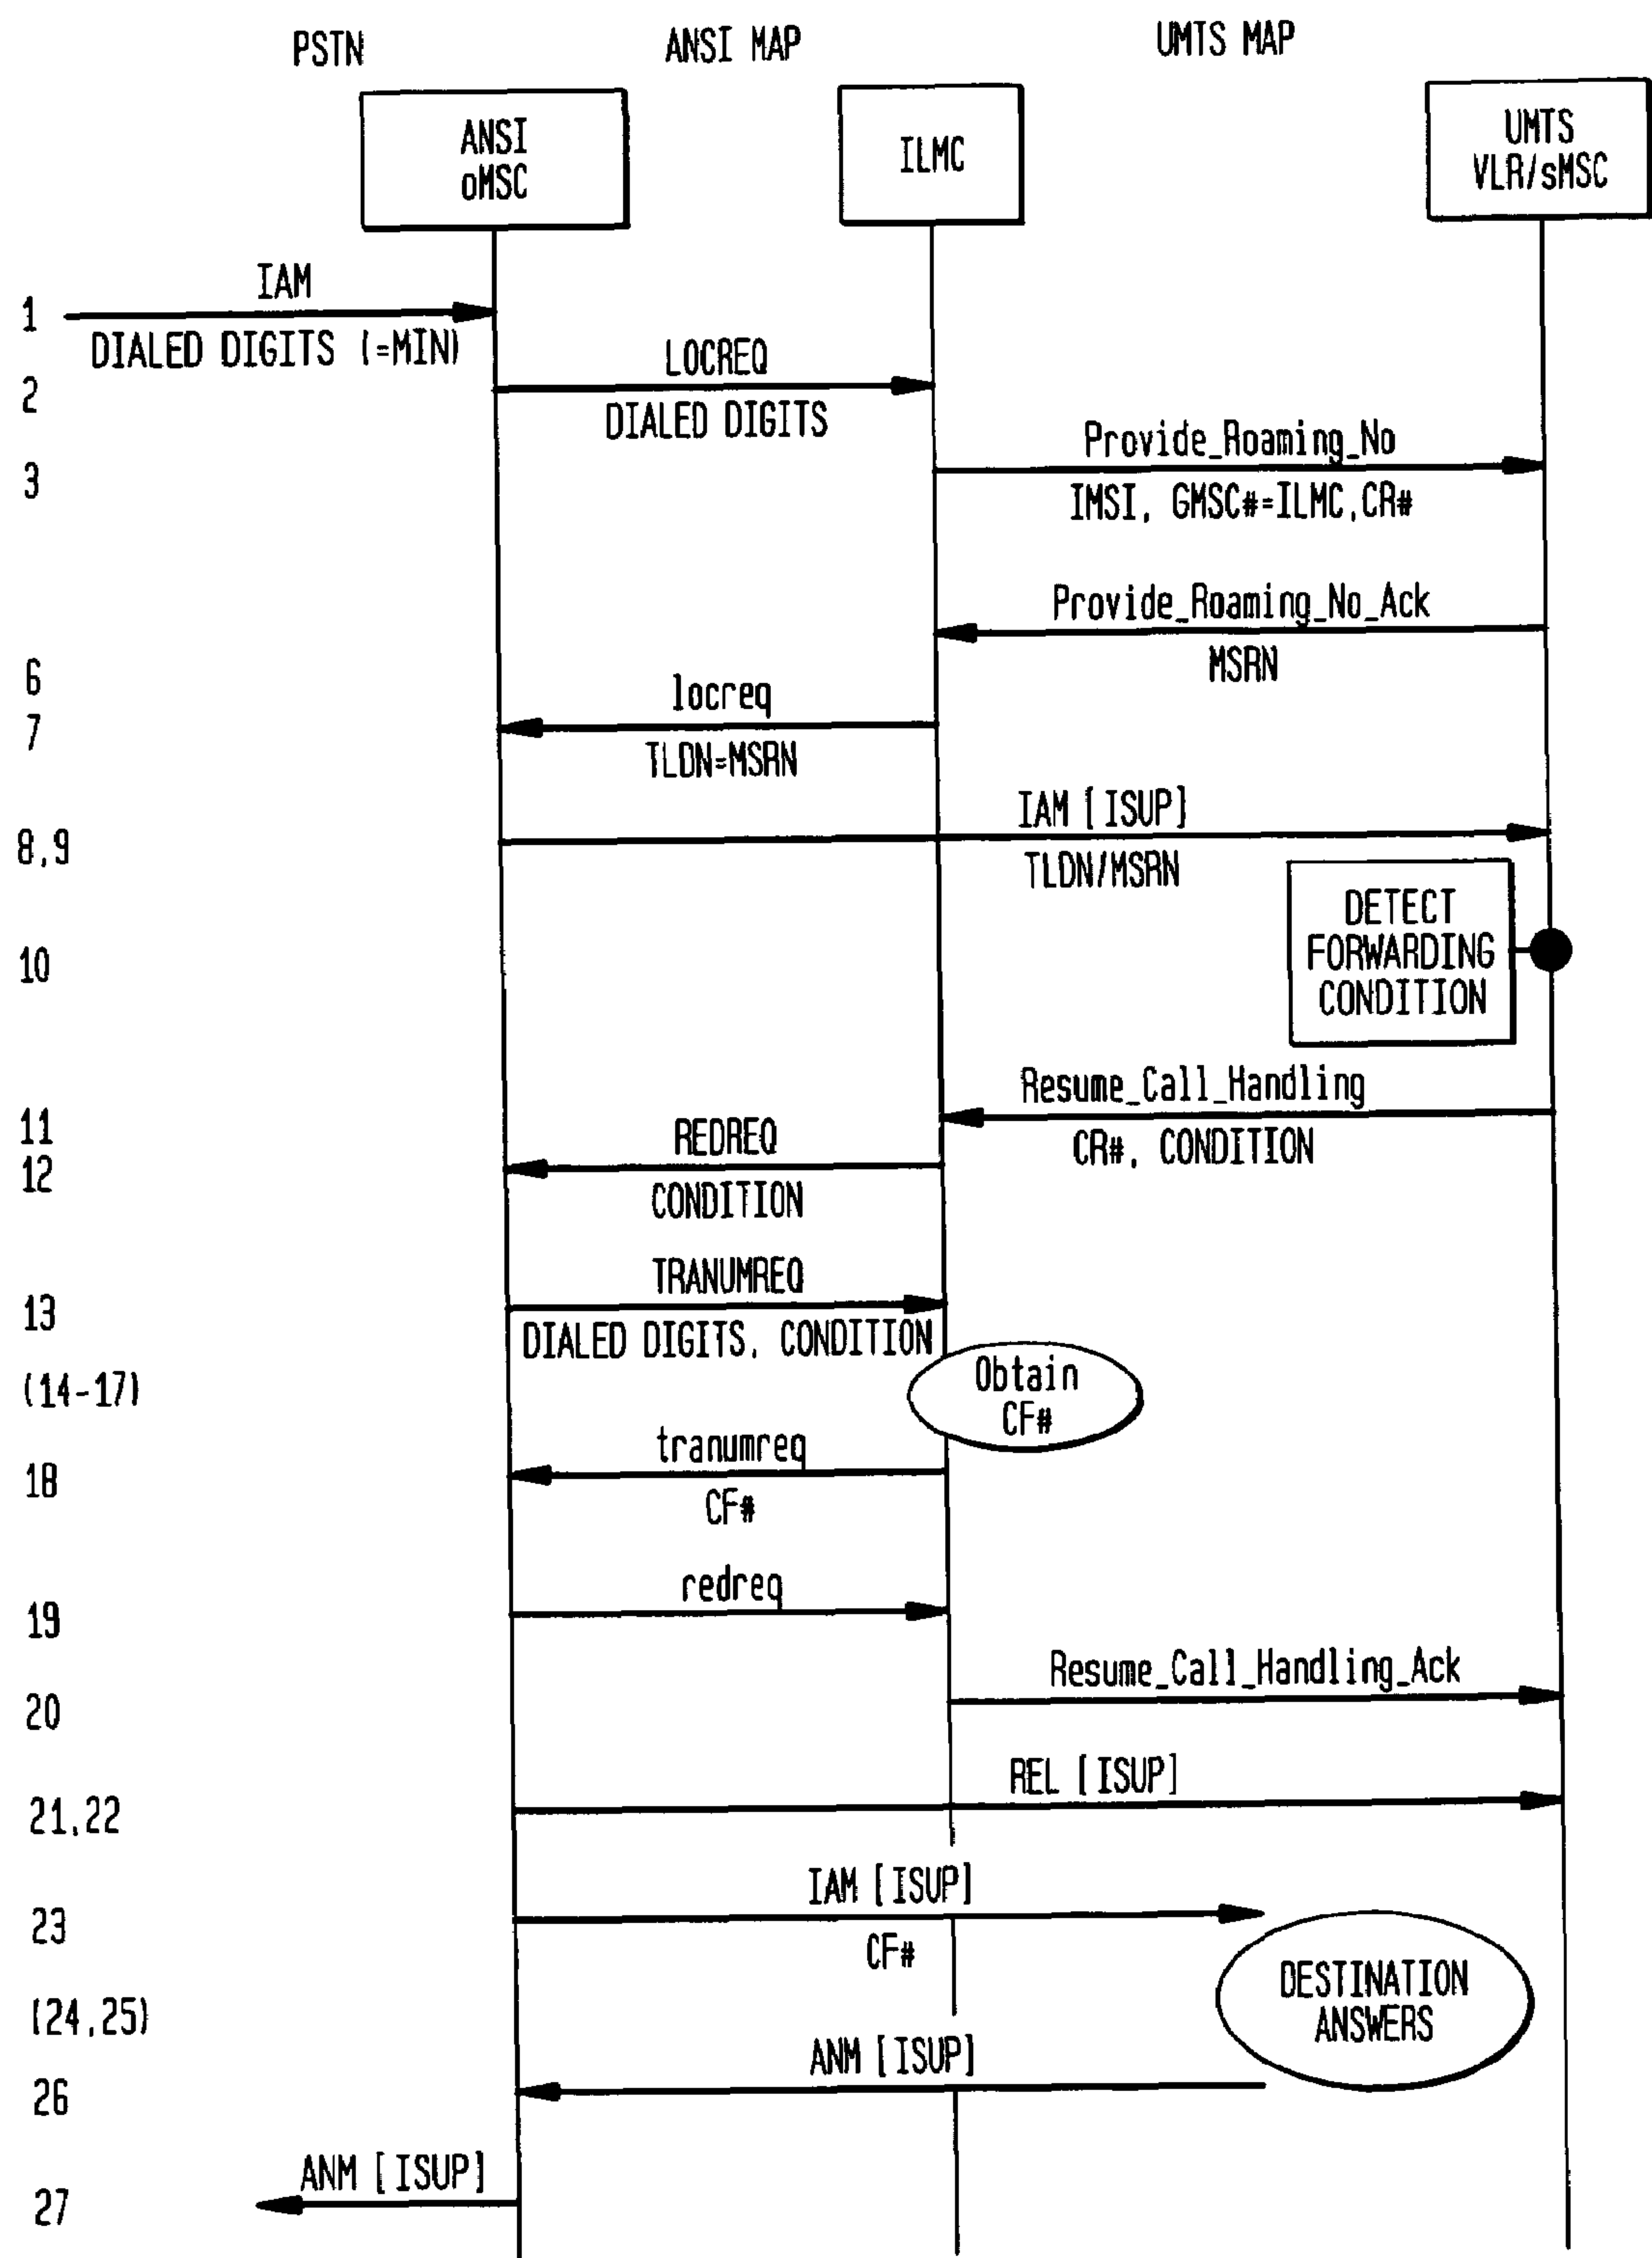 PSTN ANSI MAP UMTS MAP
ANSI
oMSC
ILMC
UMTS
VLR/sMSC
IAM
1
DIALED DIGITS (=MIN)
LOCREQ
2
DIALED DIGITS
Provide_Roaming_No
3
IMSI, GMSC#=ILMC,CR#
Provide_Roaming_No_Ack
MSRN
6
locreq
7
TLDN=MSRN
IAM [ISUP]
8,9
TLDN/MSRN
DETECT
FORWARDING
CONDITION
10
Resume_Call_Handling
11
CR#, CONDITION
REDREQ
12
CONDITION
TRANUMREQ
13
DIALED DIGITS, CONDITION
(14-17)
Obtain
CF#
tranumreq
18
CF#
redreq
19
Resume_Call_Handling_Ack
20
REL [ISUP]
21,22
IAM [ISUP]
23
CF#
DESTINATION
ANSWERS
(24,25)
ANM [ISUP]
26
ANM [ISUP]
27